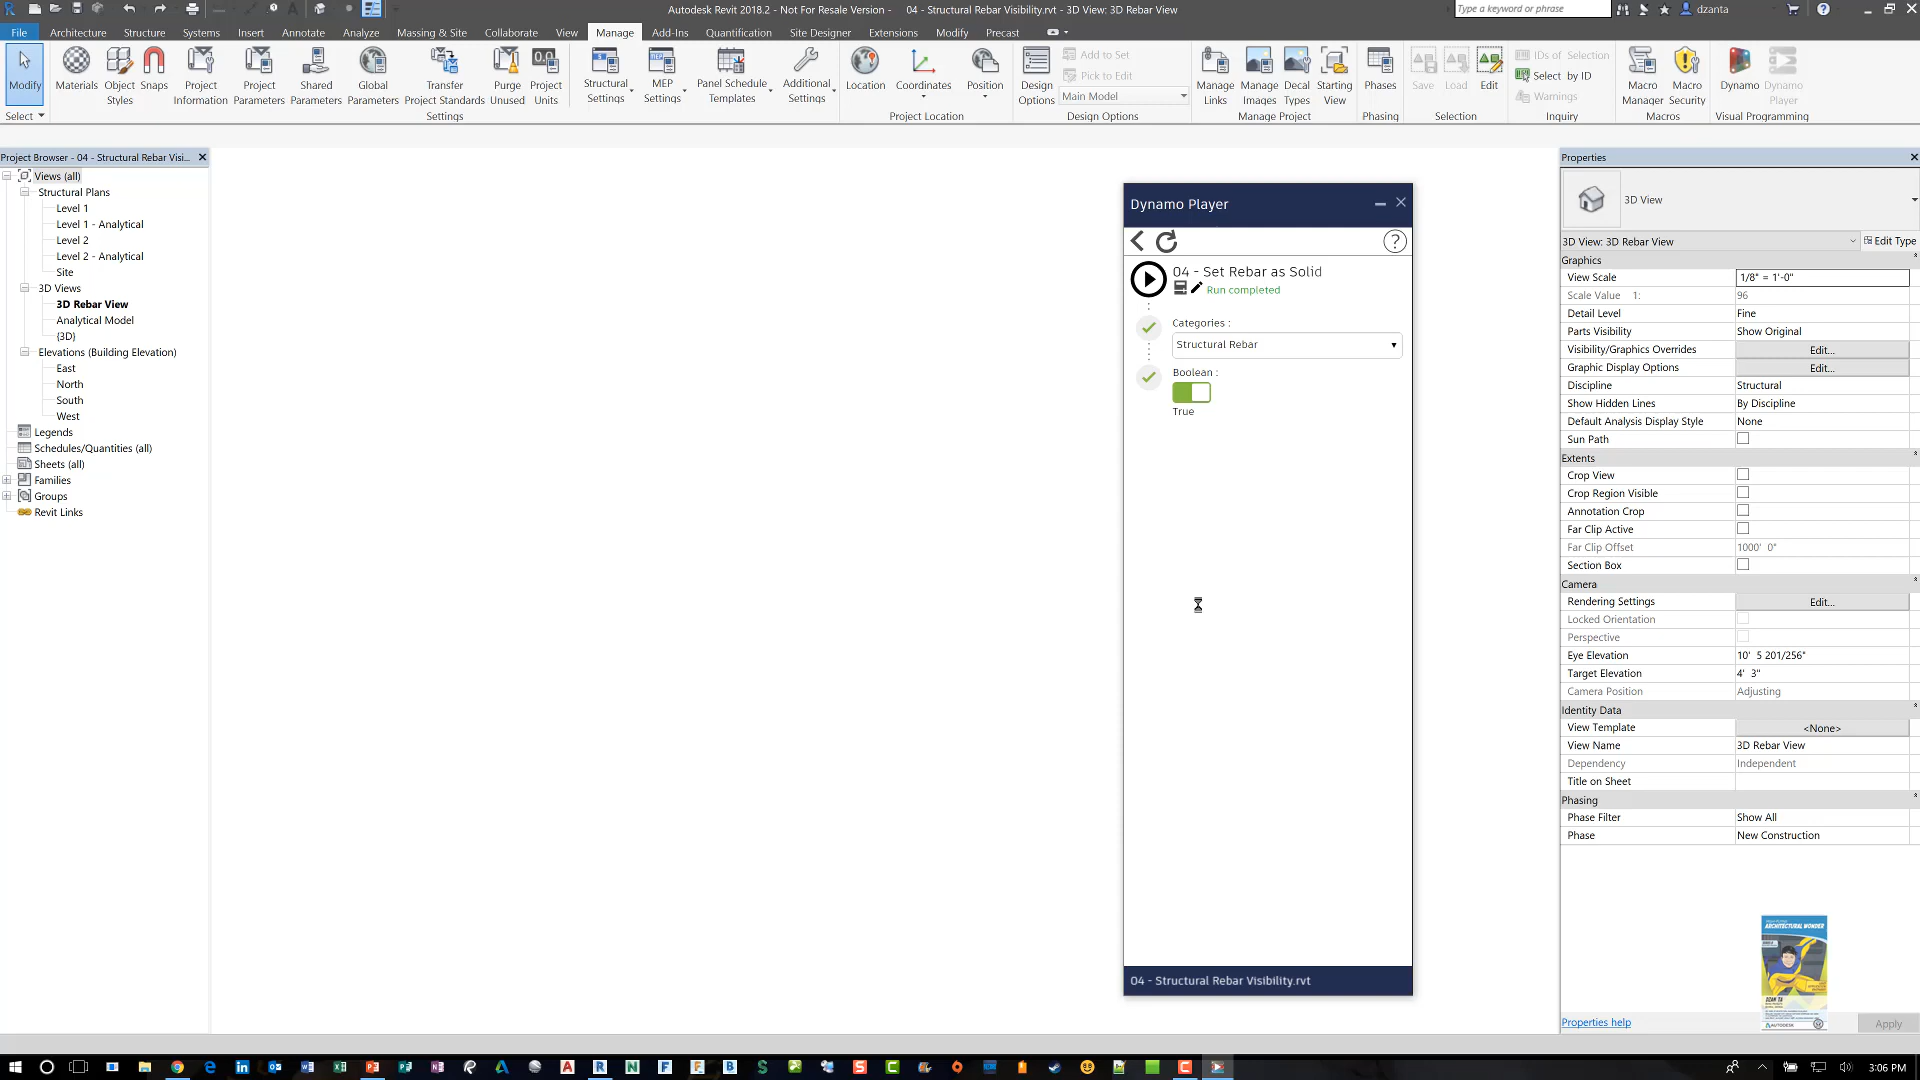 Autodesk Revit 2018.2 - Not For Resale Version - 04 - Structural Rebar Visibility.rvt - 3D View: 3D Rebar View
Type a keyword or phrase
dzanta
File Architecture Structure Systems Insert Annotate Analyze Massing & Site Collaborate View Manage Add-Ins Quantification Site Designer Extensions Modify Precast
Modify
Materials
Object Styles
Snaps
Project Information
Project Parameters
Shared Parameters
Global Parameters
Transfer Project Standards
Purge Unused
Project Units
Structural Settings
MEP Settings
Panel Schedule Templates
Additional Settings
Location
Coordinates
Position
Design Options
Add to Set
Pick to Edit
Main Model
Manage Links
Manage Images
Decal Types
Starting View
Phases
Save
Load
Edit
IDs of Selection
Select by ID
Warnings
Macro Manager
Macro Security
Dynamo
Dynamo Player
Select
Settings
Project Location
Design Options
Manage Project
Phasing
Selection
Inquiry
Macros
Visual Programming
Project Browser - 04 - Structural Rebar Visi...
Views (all)
Structural Plans
Level 1
Level 1 - Analytical
Level 2
Level 2 - Analytical
Site
3D Views
3D Rebar View
Analytical Model
{3D}
Elevations (Building Elevation)
East
North
South
West
Legends
Schedules/Quantities (all)
Sheets (all)
Families
Groups
Revit Links
Dynamo Player
04 - Set Rebar as Solid
Run completed
Categories :
Structural Rebar
Boolean :
True
04 - Structural Rebar Visibility.rvt
Properties
3D View
3D View: 3D Rebar View
Edit Type
Graphics
View Scale 1/8" = 1'-0"
Scale Value 1: 96
Detail Level Fine
Parts Visibility Show Original
Visibility/Graphics Overrides Edit...
Graphic Display Options Edit...
Discipline Structural
Show Hidden Lines By Discipline
Default Analysis Display Style None
Sun Path
Extents
Crop View
Crop Region Visible
Annotation Crop
Far Clip Active
Far Clip Offset 1000' 0"
Section Box
Camera
Rendering Settings Edit...
Locked Orientation
Perspective
Eye Elevation 10' 5 201/256"
Target Elevation 4' 3"
Camera Position Adjusting
Identity Data
View Template <None>
View Name 3D Rebar View
Dependency Independent
Title on Sheet
Phasing
Phase Filter Show All
Phase New Construction
ARCHITECTURAL WONDER
AUTODESK
Properties help
Apply
3:06 PM